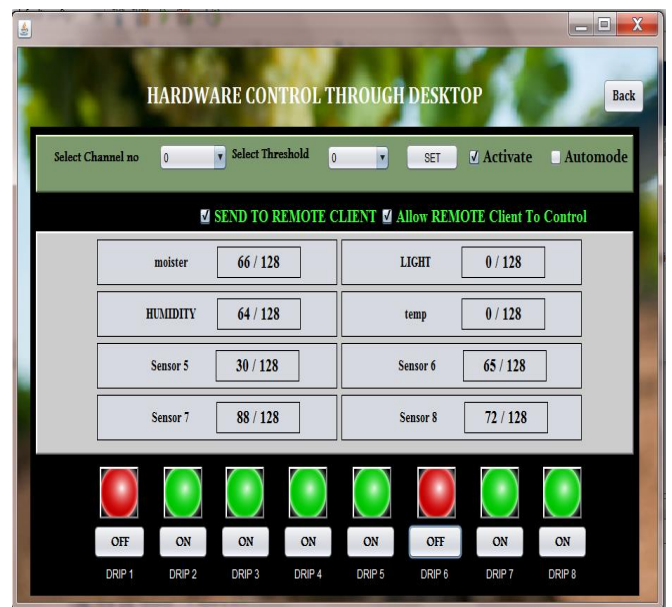 HARDWARE CONTROL THROUGH DESKTOP
Back
Select Channel no 0 Select Threshold 0 SET Activate Automode
SEND TO REMOTE CLIENT Allow REMOTE Client To Control
moister 66 / 128 LIGHT 0 / 128
HUMIDITY 64 / 128 temp 0 / 128
Sensor 5 30 / 128 Sensor 6 65 / 128
Sensor 7 88 / 128 Sensor 8 72 / 128
OFF ON ON ON ON OFF ON ON
DRIP 1 DRIP 2 DRIP 3 DRIP 4 DRIP 5 DRIP 6 DRIP 7 DRIP 8